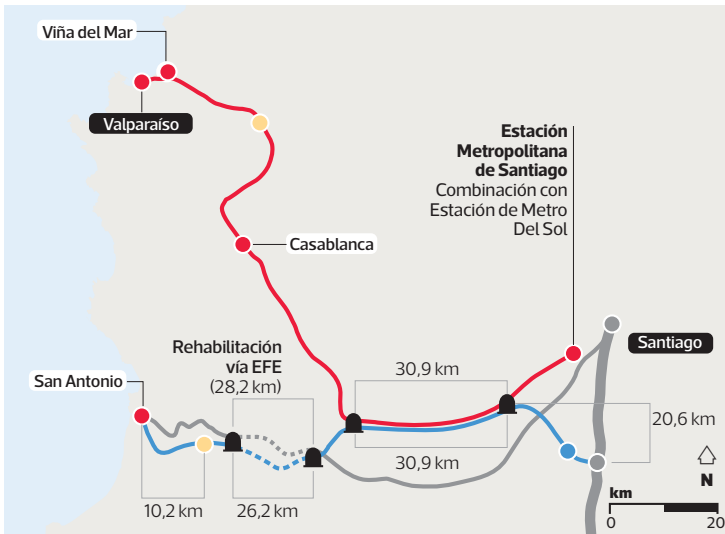 Viña del Mar
Valparaíso
Estación
Metropolitana
de Santiago
Combinación con
Estación de Metro
Del Sol
Casablanca
Rehabilitación
vía EFE
(28,2 km)
30,9 km
Santiago
San Antonio
20,6 km
30,9 km
N
10,2 km
26,2 km
km
0
20